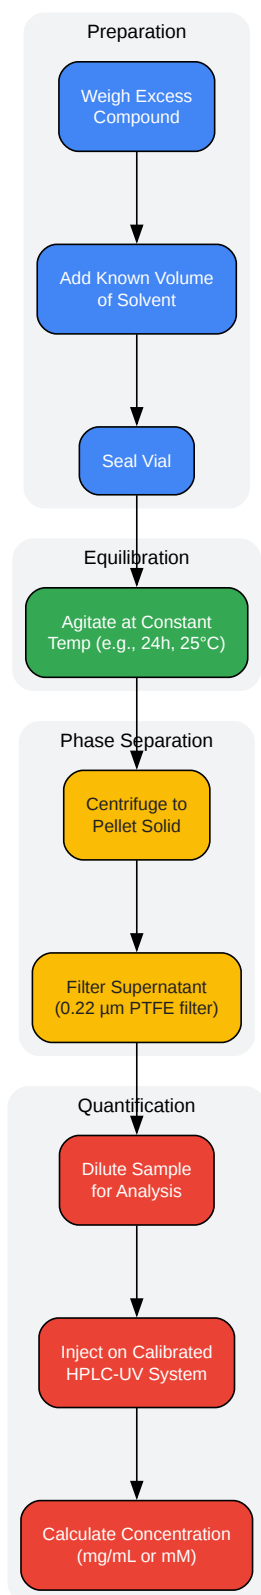 Preparation
Weigh Excess
Compound
Add Known Volume
of Solvent
Seal Vial
Equilibration
Agitate at Constant
Temp (e.g., 24h, 25°C)
Phase Separation
Centrifuge to
Pellet Solid
Filter Supernatant
(0.22 µm PTFE filter)
Quantification
Dilute Sample
for Analysis
Inject on Calibrated
HPLC-UV System
Calculate Concentration
(mg/mL or mM)